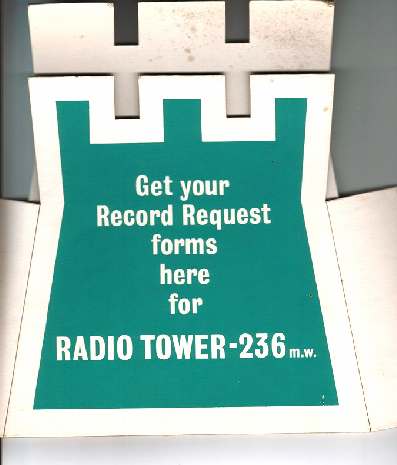 Get your
Record Request
forms
here
for
RADIO TOWER-236 m.w.